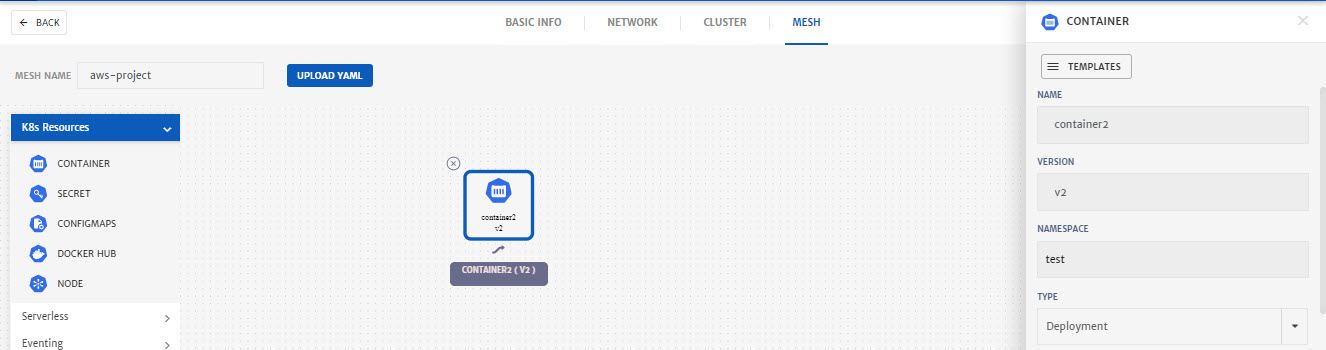 BACK
BASIC INFO
NETWORK
CLUSTER
MESH
MESH NAME
aws-project
UPLOAD YAML
K8s Resources
CONTAINER
SECRET
CONFIGMAPS
DOCKER HUB
NODE
Serverless
Eventing
container2
v2
CONTAINER2 ( V2 )
CONTAINER
TEMPLATES
NAME
container2
VERSION
v2
NAMESPACE
test
TYPE
Deployment